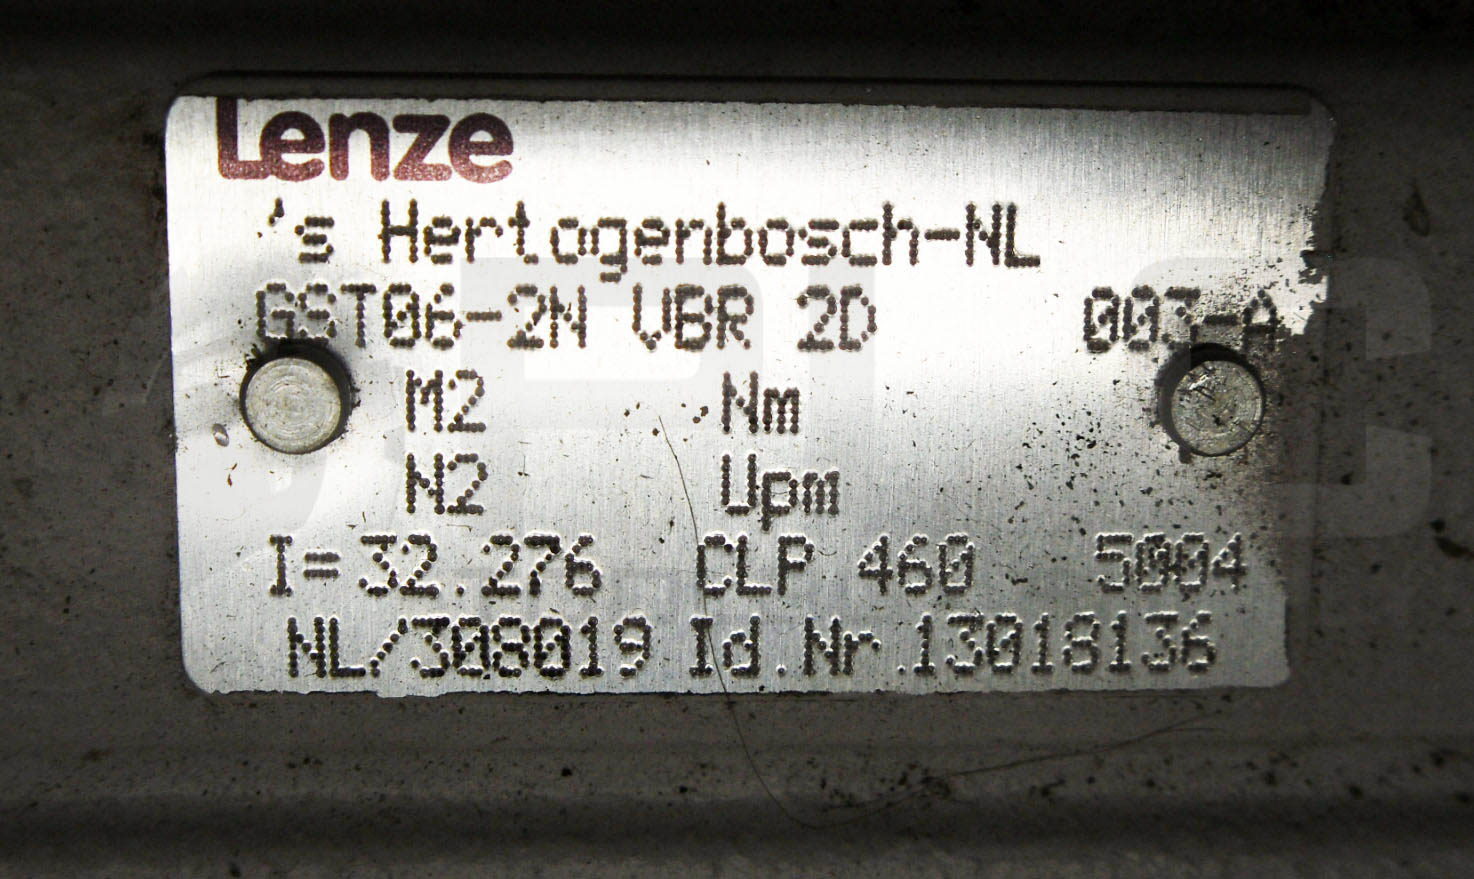 Lenze
's Hertogenbosch-NL
GST06-2N VBR 2D 003-A
M2 Nm
N2 Upm
I=32.276 CLP 460 5004
NL/308019 Id.Nr.13018136